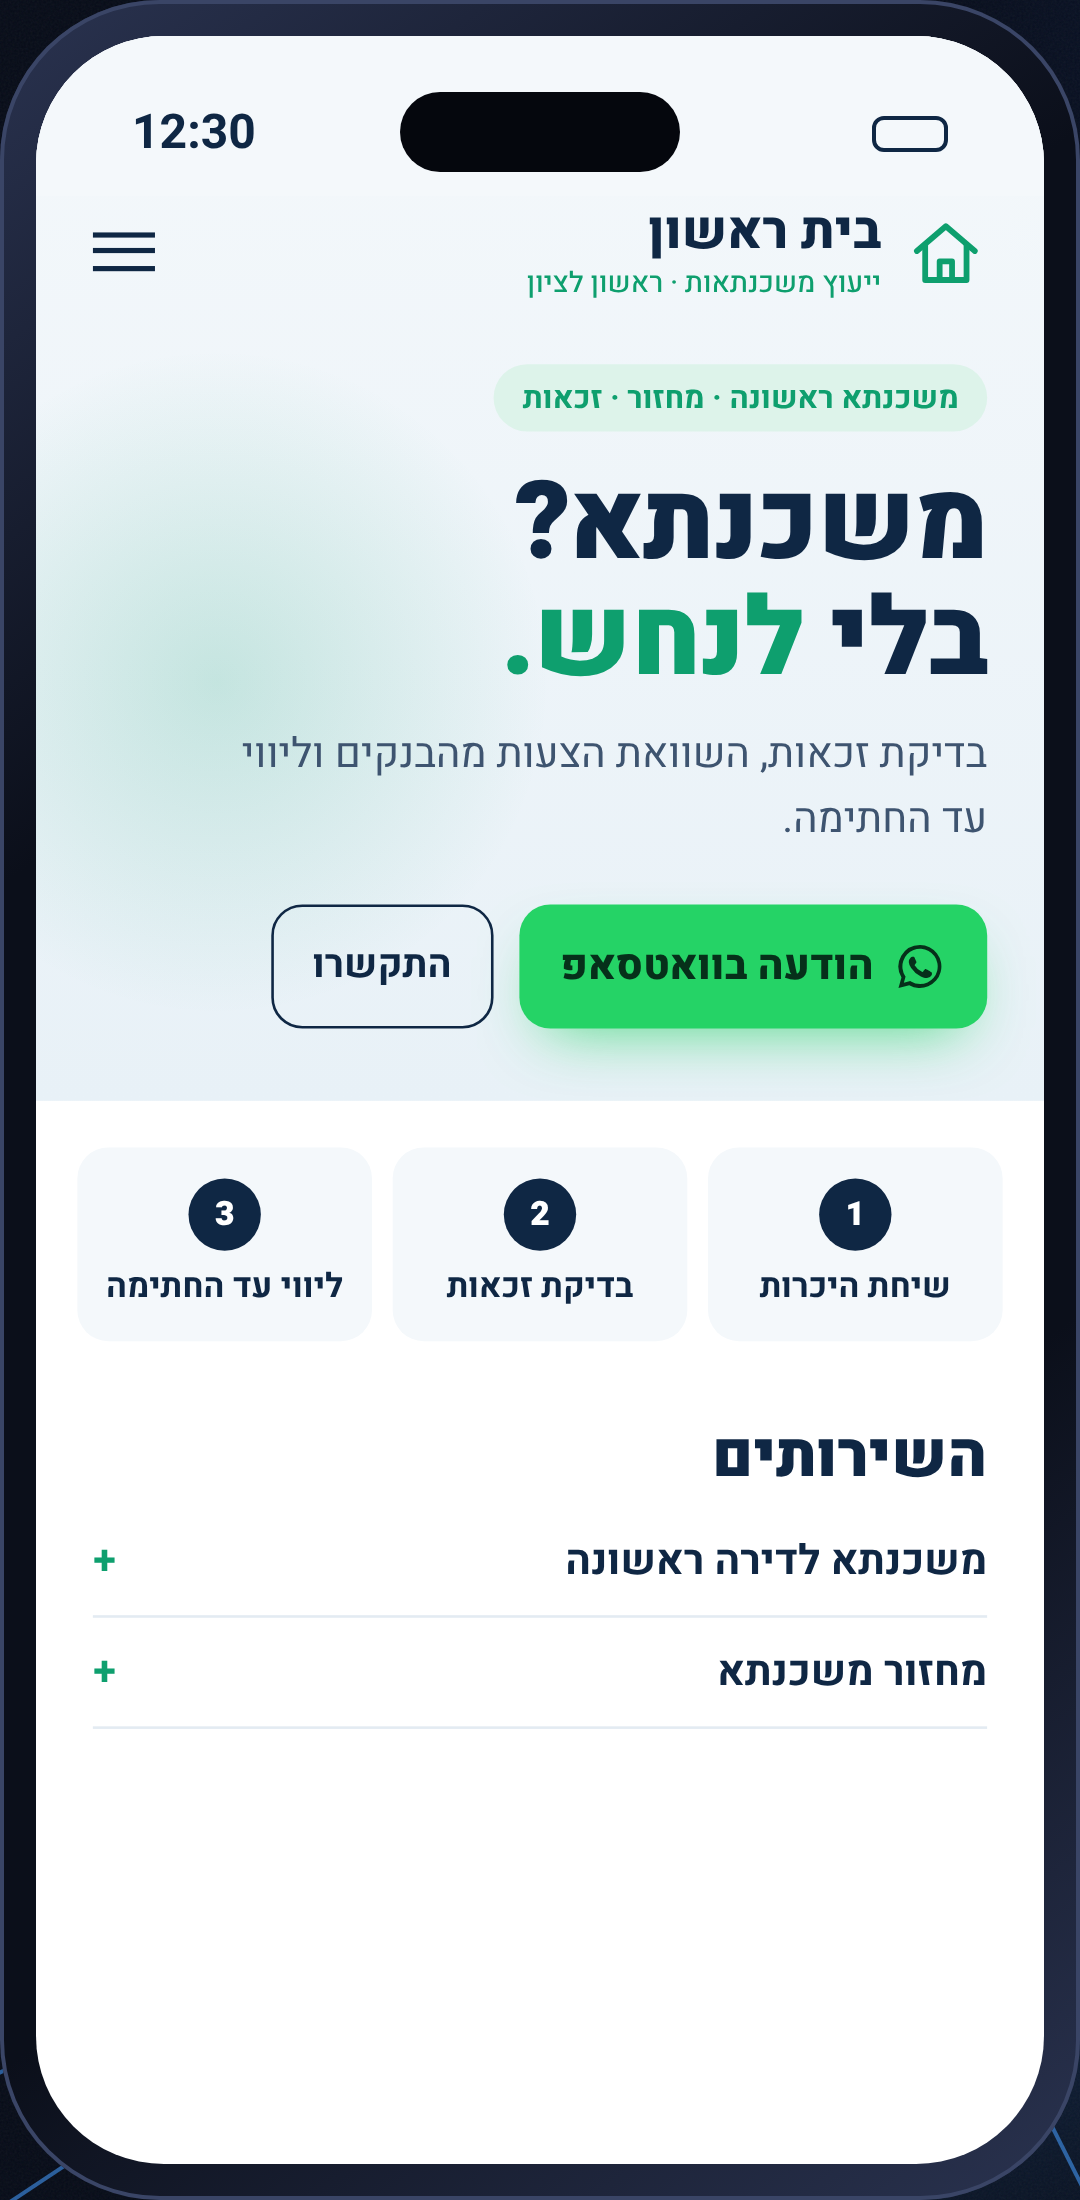 12:30
בית ראשון
ייעוץ משכנתאות · ראשון לציון
משכנתא ראשונה · מחזור · זכאות
משכנתא?
בלי לנחש.
בדיקת זכאות, השוואת הצעות מהבנקים וליווי
עד החתימה.
הודעה בוואטסאפ
התקשרו
1
שיחת היכרות
2
בדיקת זכאות
3
ליווי עד החתימה
השירותים
משכנתא לדירה ראשונה +
מחזור משכנתא +